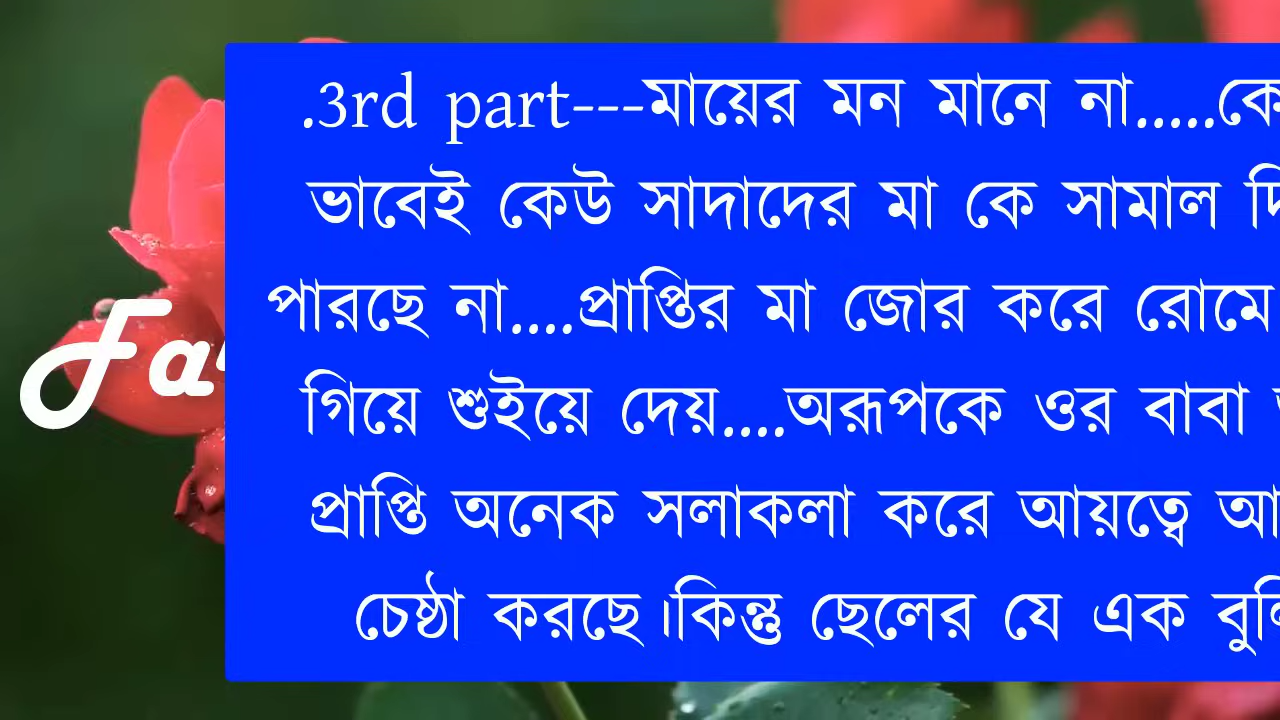 .3rd part---মায়ের মন মানে না.....
ভাবেই কেউ সাদাদের মা কে সামাল
পারছে না....প্রাপ্তির মা জোর করে রোমে
গিয়ে শুইয়ে দেয়....অরূপকে ওর বাবা
প্রাপ্তি অনেক সলাকলা করে আয়ত্বে
চেষ্ঠা করছে।কিন্তু ছেলের যে এক